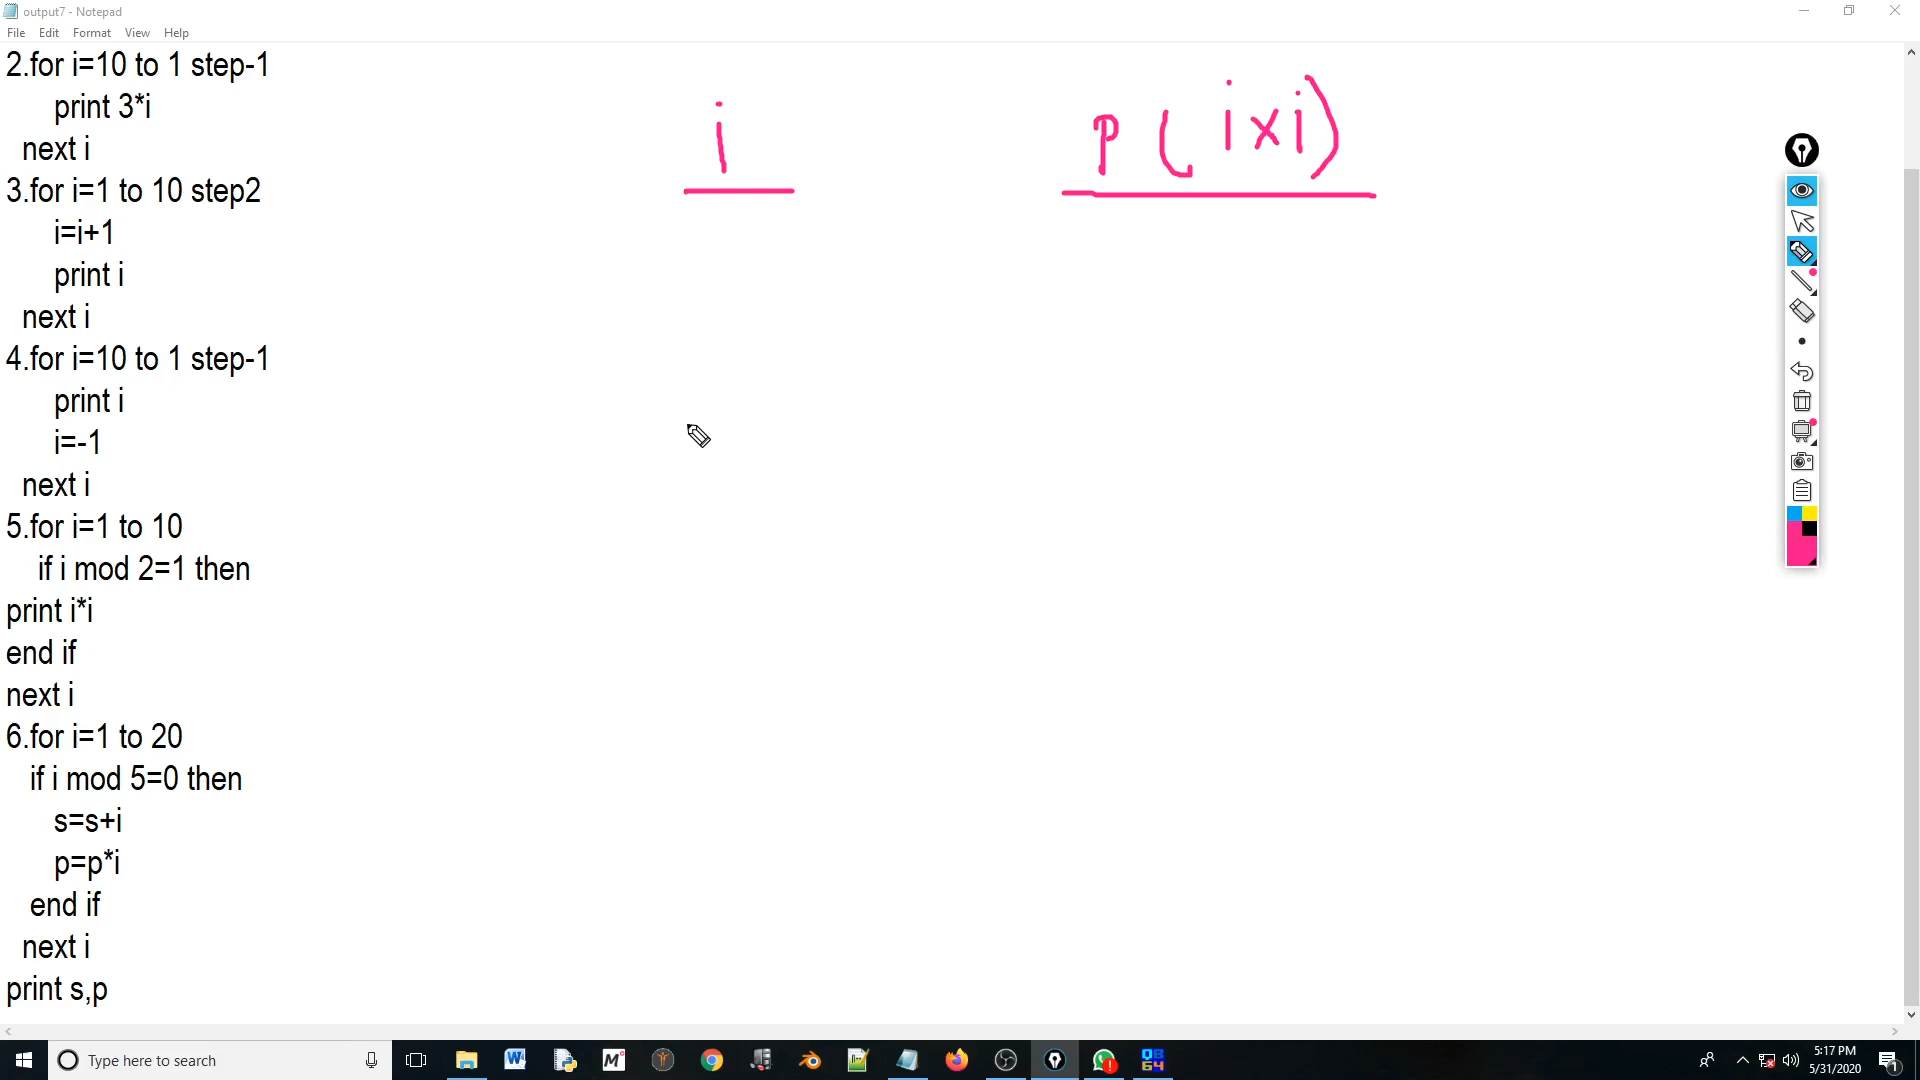 output7 - Notepad
File Edit Format View Help
2.for i=10 to 1 step-1
print 3*i
next i
3.for i=1 to 10 step2
i=i+1
print i
next i
4.for i=10 to 1 step-1
print i
i=-1
next i
5.for i=1 to 10
if i mod 2=1 then
print i*i
end if
next i
6.for i=1 to 20
if i mod 5=0 then
s=s+i
p=p*i
end if
next i
print s,p
i
P ( i×i)
Type here to search
W
M
QB
64
5:17 PM
5/31/2020
1